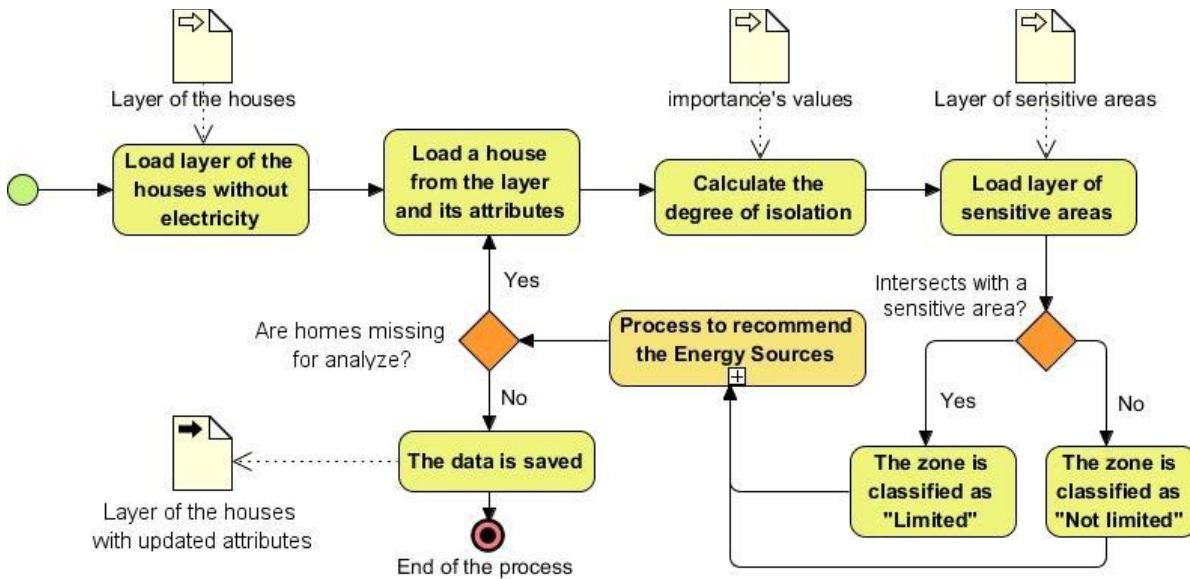 Layer of the houses
importance's values
Layer of sensitive areas
Load layer of the
houses without
electricity
Load a house
from the layer
and its attributes
Calculate the
degree of isolation
Load layer of
sensitive areas
Yes
Intersects with a
sensitive area?
Are homes missing
for analyze?
Process to recommend
the Energy Sources
No
Yes
No
The data is saved
The zone is
classified as
"Limited"
The zone is
classified as
"Not limited"
Layer of the houses
with updated attributes
End of the process